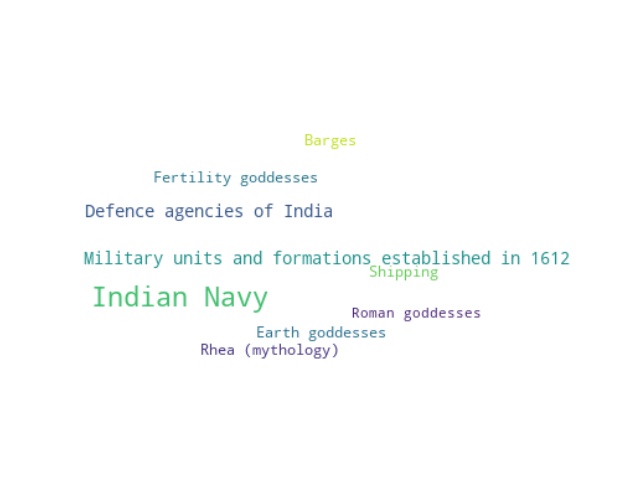 Barges
Fertility goddesses
Defence agencies of India
Military units and formations established in 1612
Shipping
Indian Navy
Roman goddesses
Earth goddesses
Rhea (mythology)